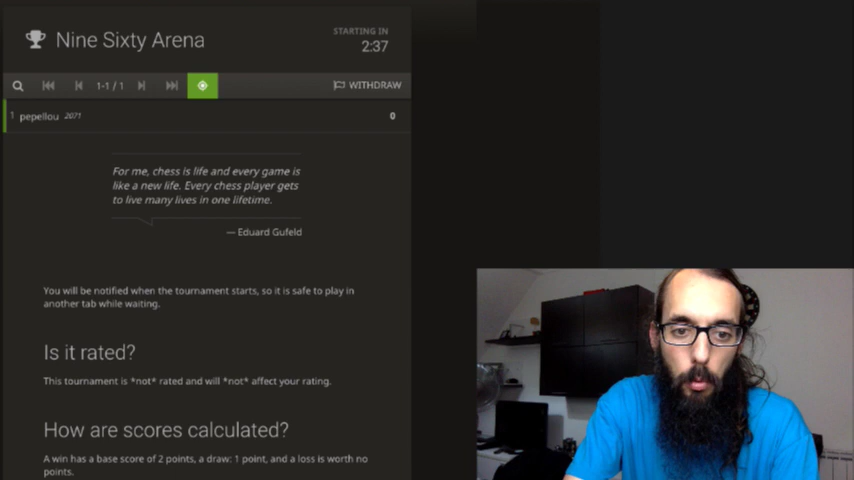 Nine Sixty Arena
STARTING IN
2:37
1-1 / 1
WITHDRAW
1 pepellou 2071 0
For me, chess is life and every game is
like a new life. Every chess player gets
to live many lives in one lifetime.
— Eduard Gufeld
You will be notified when the tournament starts, so it is safe to play in
another tab while waiting.
Is it rated?
This tournament is *not* rated and will *not* affect your rating.
How are scores calculated?
A win has a base score of 2 points, a draw: 1 point, and a loss is worth no
points.